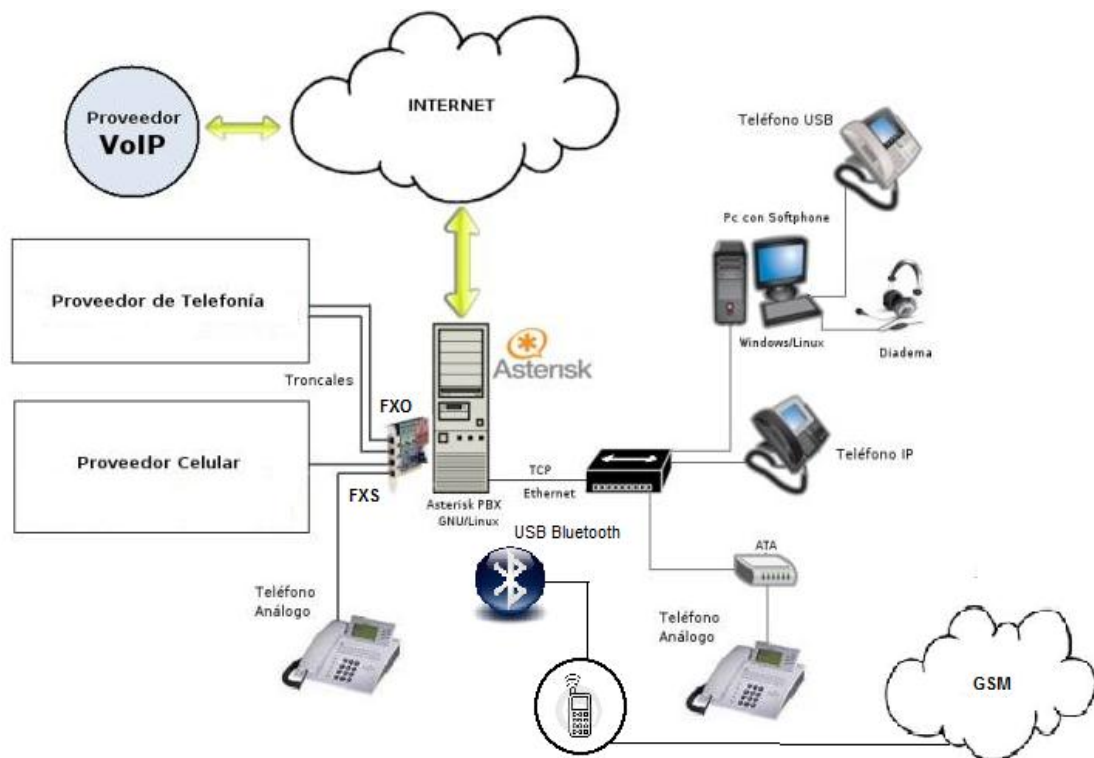 INTERNET
Proveedor
VoIP
Teléfono USB
Pc con Softphone
Proveedor de Telefonía
Windows/Linux
Diadema
Asterisk
Troncales
FXO
Proveedor Celular
Teléfono IP
FXS
TCP
Ethernet
Asterisk PBX
GNU/Linux
USB Bluetooth
ATA
Teléfono
Análogo
Teléfono
Análogo
GSM